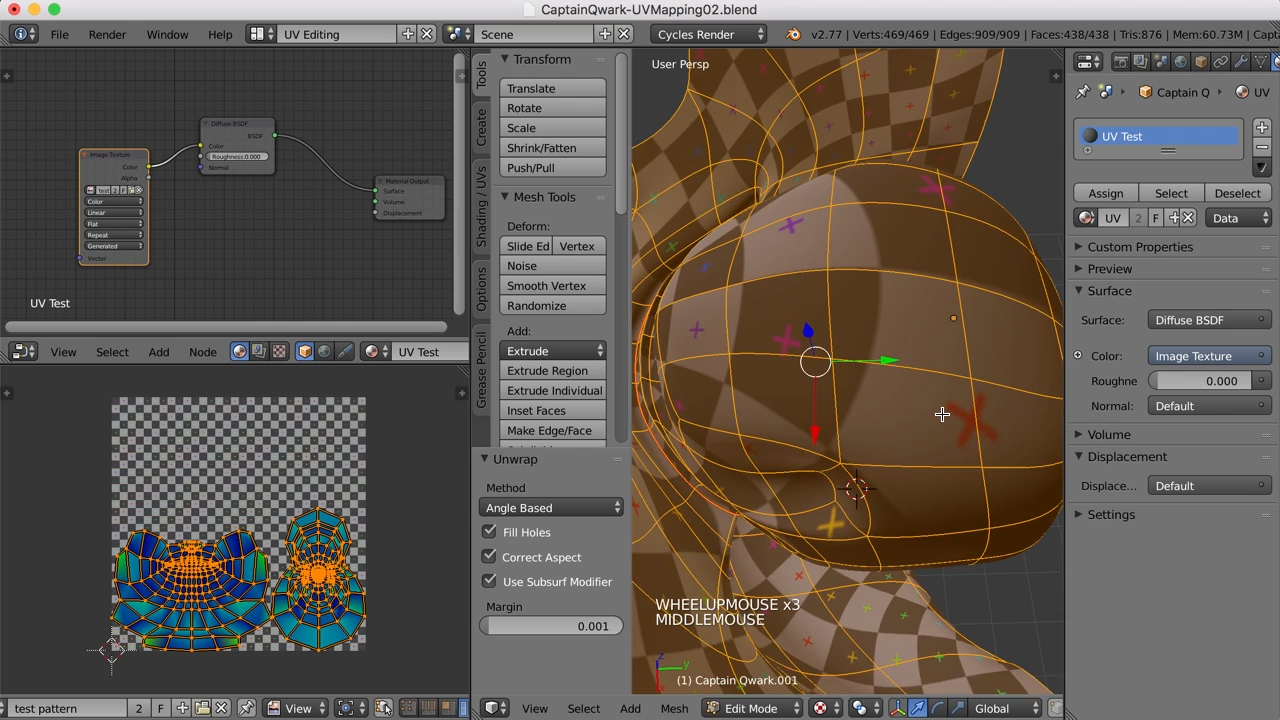 CaptainQwark-UVMapping02.blend
File Render Window Help UV Editing Scene Cycles Render v2.77 | Verts:469/469 | Edges:909/909 | Faces:438/438 | Tris:876 | Mem:60.73M | Capt
Diffuse BSDF
BSDF
Color
Roughness:0.000
Normal
Image Texture
Color
Alpha
test 2 F
Color
Linear
Flat
Repeat
Generated
Vector
Material Output
Surface
Volume
Displacement
UV Test
View Select Add Node UV Test
test pattern 2 F View
Tools
Create
Shading / UVs
Options
Grease Pencil
Transform
Translate
Rotate
Scale
Shrink/Fatten
Push/Pull
Mesh Tools
Deform:
Slide Ed Vertex
Noise
Smooth Vertex
Randomize
Add:
Extrude
Extrude Region
Extrude Individual
Inset Faces
Make Edge/Face
Unwrap
Method
Angle Based
Fill Holes
Correct Aspect
Use Subsurf Modifier
Margin
0.001
User Persp
WHEELUPMOUSE x3
MIDDLEMOUSE
z
y
x
(1) Captain Qwark.001
View Select Add Mesh Edit Mode Global
Captain Q UV
UV Test
Assign Select Deselect
UV 2 F Data
Custom Properties
Preview
Surface
Surface: Diffuse BSDF
Color: Image Texture
Roughne 0.000
Normal: Default
Volume
Displacement
Displace... Default
Settings